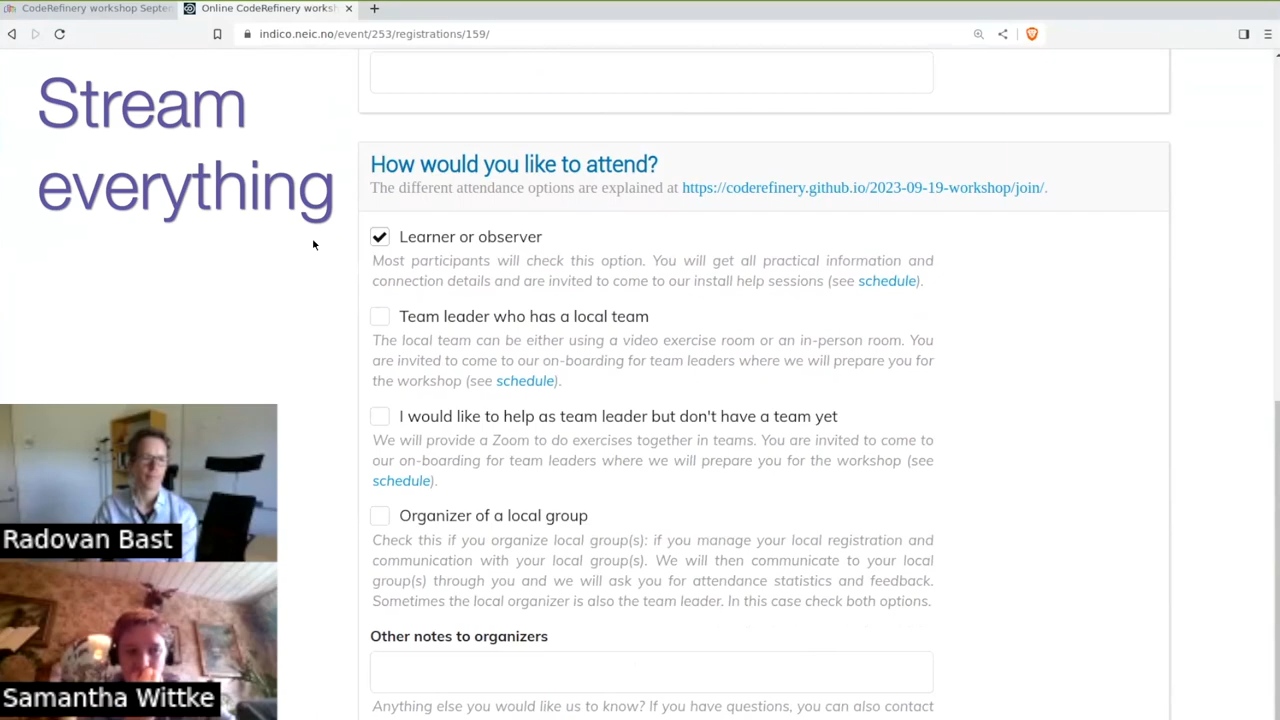 CodeRefinery workshop Septe
Online CodeRefinery worksh
indico.neic.no/event/253/registrations/159/
Stream
everything
How would you like to attend?
The different attendance options are explained at https://coderefinery.github.io/2023-09-19-workshop/join/.
Learner or observer
Most participants will check this option. You will get all practical information and
connection details and are invited to come to our install help sessions (see schedule).
Team leader who has a local team
The local team can be either using a video exercise room or an in-person room. You
are invited to come to our on-boarding for team leaders where we will prepare you for
the workshop (see schedule).
I would like to help as team leader but don't have a team yet
We will provide a Zoom to do exercises together in teams. You are invited to come to
our on-boarding for team leaders where we will prepare you for the workshop (see
schedule).
Organizer of a local group
Check this if you organize local group(s): if you manage your local registration and
communication with your local group(s). We will then communicate to your local
group(s) through you and we will ask you for attendance statistics and feedback.
Sometimes the local organizer is also the team leader. In this case check both options.
Other notes to organizers
Anything else you would like us to know? If you have questions, you can also contact
Radovan Bast
Samantha Wittke